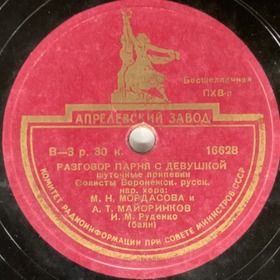 Бесшеллачная
ПХВ-п
АПРЕЛЕВСКИЙ ЗАВОД
В—3 р. 30 к.
16628
РАЗГОВОР ПАРНЯ С ДЕВУШКОЙ
шуточные припевки
Солисты Воронежск. русск.
нар. хора:
М. Н. МОРДАСОВА и
А. Т. МАЙОРИНКОВ
И. М. Руденко
(баян)
КОМИТЕТ РАДИОИНФОРМАЦИИ ПРИ СОВЕТЕ МИНИСТРОВ-СССР